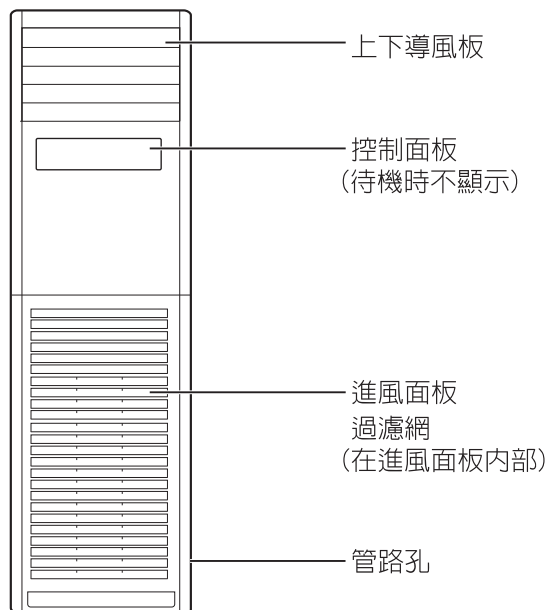 上下導風板
控制面板
(待機時不顯示)
進風面板
過濾網
(在進風面板内部)
管路孔